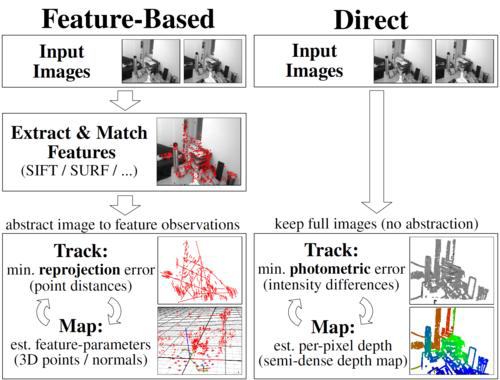 Feature-Based
Input
Images
Extract & Match
Features
(SIFT / SURF / ...)
abstract image to feature observations
Track:
min. reprojection error
(point distances)
Map:
est. feature-parameters
(3D points / normals)
Direct
Input
Images
keep full images (no abstraction)
Track:
min. photometric error
(intensity differences)
Map:
est. per-pixel depth
(semi-dense depth map)